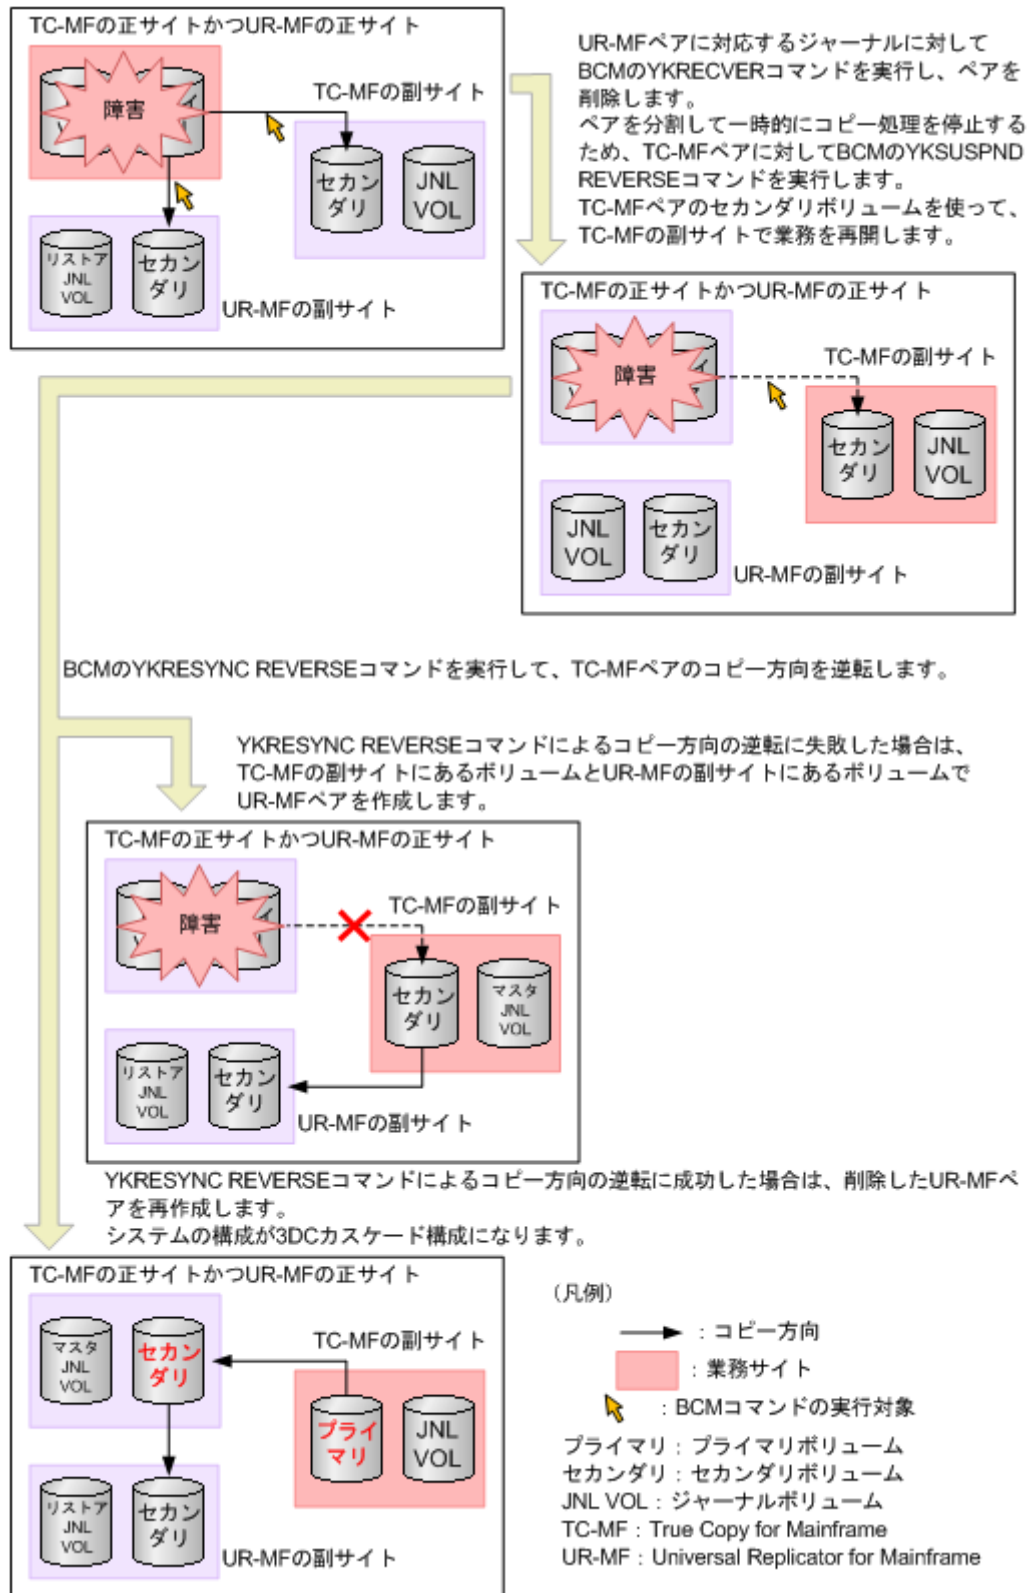 TC-MFの正サイトかつUR-MFの正サイト
障害
TC-MFの副サイト
セカン
ダリ
JNL
VOL
リストア
JNL
VOL
セカン
ダリ
UR-MFの副サイト
UR-MFペアに対応するジャーナルに対して
BCMのYKRECVERコマンドを実行し、ペアを
削除します。
ペアを分割して一時的にコピー処理を停止する
ため、TC-MFペアに対してBCMのYKSUSPND
REVERSEコマンドを実行します。
TC-MFペアのセカンダリボリュームを使って、
TC-MFの副サイトで業務を再開します。
TC-MFの正サイトかつUR-MFの正サイト
障害
TC-MFの副サイト
セカン
ダリ
JNL
VOL
JNL
VOL
セカン
ダリ
UR-MFの副サイト
BCMのYKRESYNC REVERSEコマンドを実行して、TC-MFペアのコピー方向を逆転します。
YKRESYNC REVERSEコマンドによるコピー方向の逆転に失敗した場合は、
TC-MFの副サイトにあるボリュームとUR-MFの副サイトにあるボリュームで
UR-MFペアを作成します。
TC-MFの正サイトかつUR-MFの正サイト
障害
TC-MFの副サイト
セカン
ダリ
マスタ
JNL
VOL
リストア
JNL
VOL
セカン
ダリ
UR-MFの副サイト
YKRESYNC REVERSEコマンドによるコピー方向の逆転に成功した場合は、削除したUR-MFペ
アを再作成します。
システムの構成が3DCカスケード構成になります。
TC-MFの正サイトかつUR-MFの正サイト
マスタ
JNL
VOL
セカン
ダリ
TC-MFの副サイト
プライ
マリ
JNL
VOL
リストア
JNL
VOL
セカン
ダリ
UR-MFの副サイト
（凡例）
：コピー方向
：業務サイト
：BCMコマンドの実行対象
プライマリ：プライマリボリューム
セカンダリ：セカンダリボリューム
JNL VOL：ジャーナルボリューム
TC-MF：True Copy for Mainframe
UR-MF：Universal Replicator for Mainframe